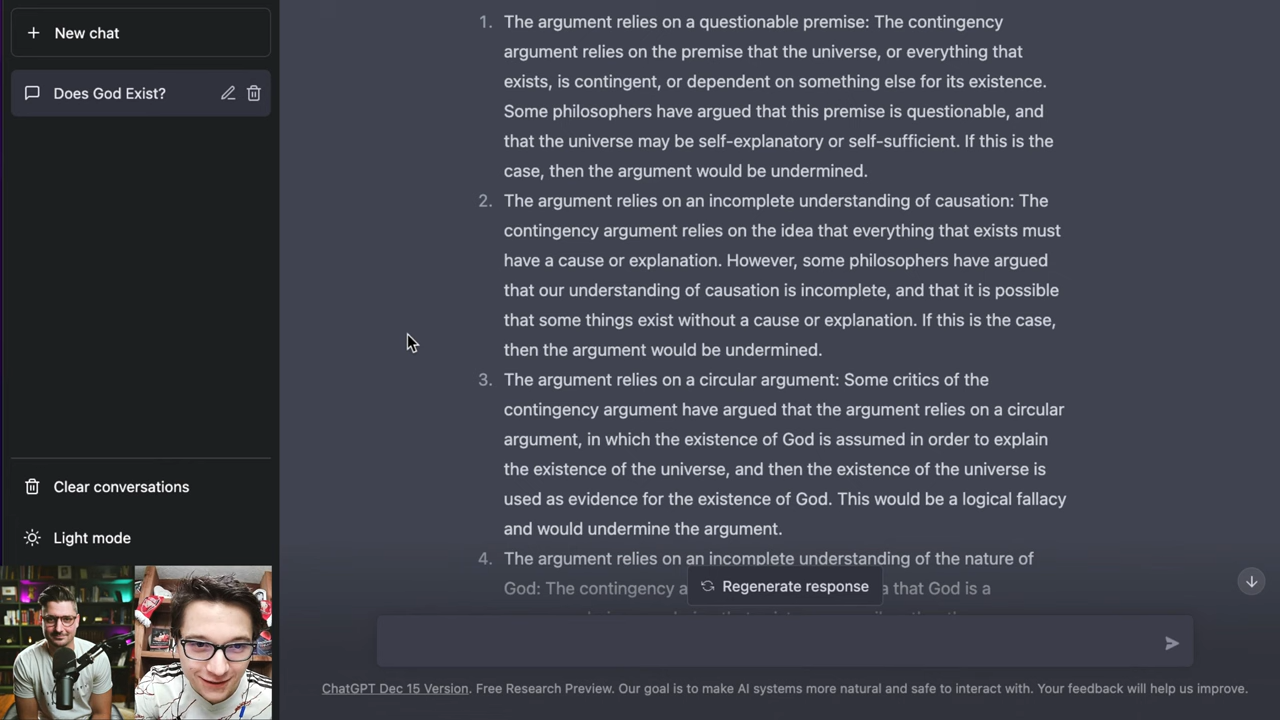 New chat
Does God Exist?
Clear conversations
Light mode
1. The argument relies on a questionable premise: The contingency
argument relies on the premise that the universe, or everything that
exists, is contingent, or dependent on something else for its existence.
Some philosophers have argued that this premise is questionable, and
that the universe may be self-explanatory or self-sufficient. If this is the
case, then the argument would be undermined.
2. The argument relies on an incomplete understanding of causation: The
contingency argument relies on the idea that everything that exists must
have a cause or explanation. However, some philosophers have argued
that our understanding of causation is incomplete, and that it is possible
that some things exist without a cause or explanation. If this is the case,
then the argument would be undermined.
3. The argument relies on a circular argument: Some critics of the
contingency argument have argued that the argument relies on a circular
argument, in which the existence of God is assumed in order to explain
the existence of the universe, and then the existence of the universe is
used as evidence for the existence of God. This would be a logical fallacy
and would undermine the argument.
4. The argument relies on an incomplete understanding of the nature of
God: The contingency a that God is a
Regenerate response
ChatGPT Dec 15 Version. Free Research Preview. Our goal is to make AI systems more natural and safe to interact with. Your feedback will help us improve.